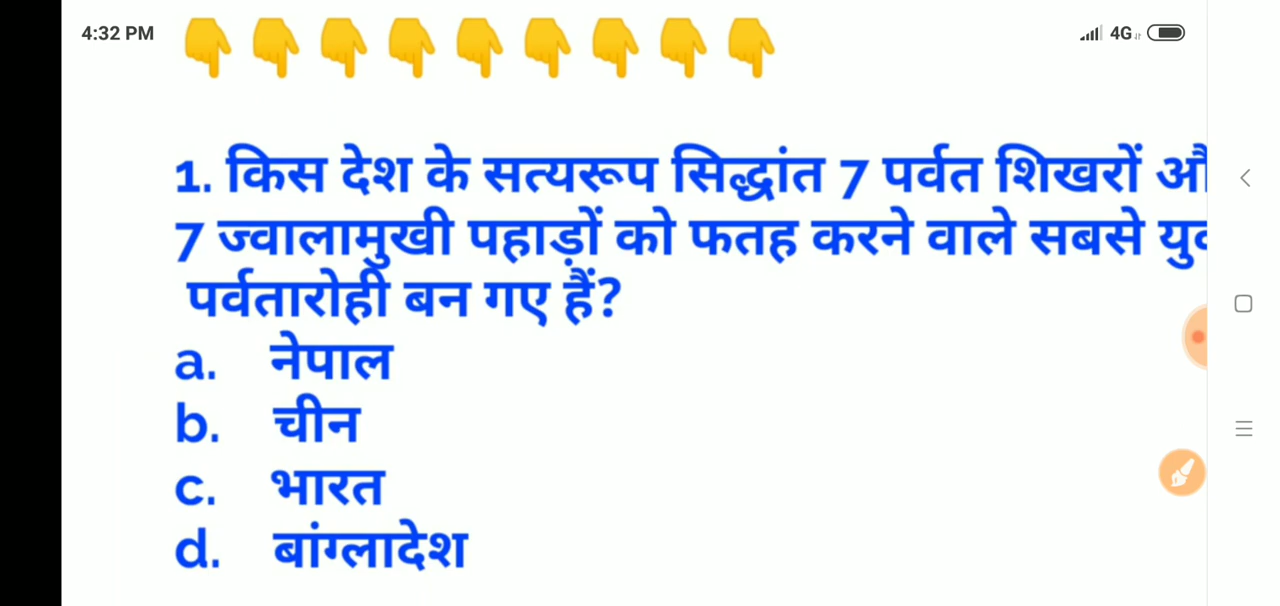 4:32 PM 👇👇👇👇👇👇👇👇👇 4G
1. किस देश के सत्यरूप सिद्धांत 7 पर्वत शिखरों
7 ज्वालामुखी पहाड़ों को फतह करने वाले सबसे
पर्वतारोही बन गए हैं?
a. नेपाल
b. चीन
c. भारत
d. बांग्लादेश